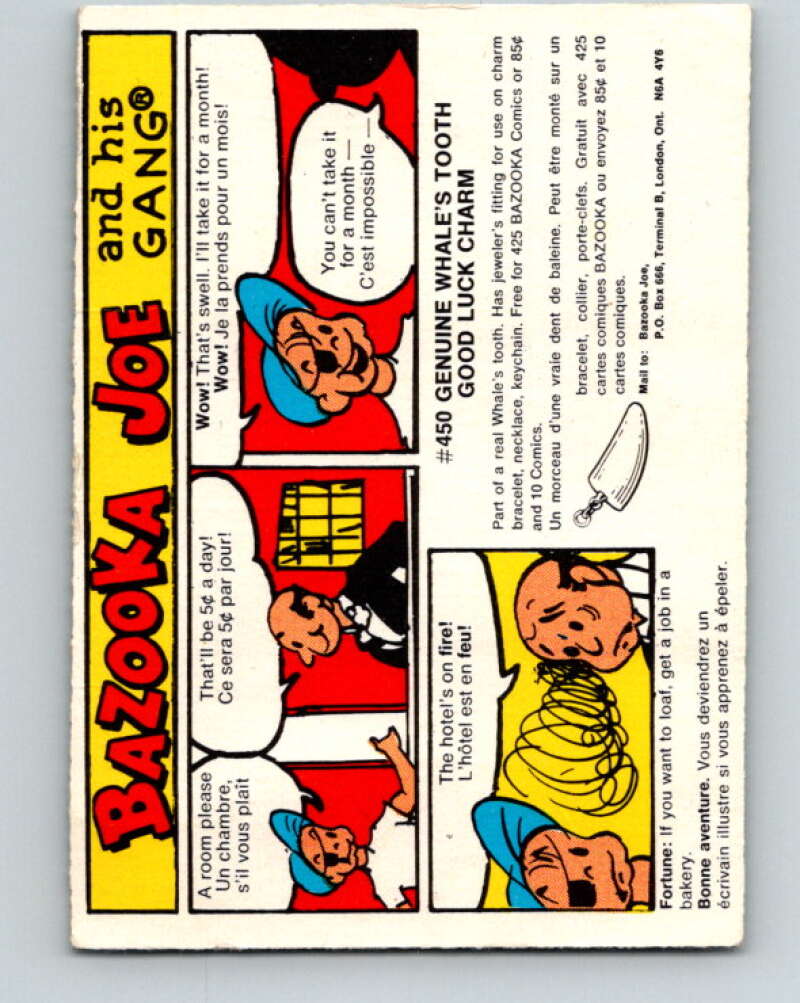 BAZOOKA JOE and his
GANG®
A room please
Un chambre,
s'il vous plait
That'll be 5¢ a day!
Ce sera 5¢ par jour!
Wow! That's swell. I'll take it for a month!
Wow! Je la prends pour un mois!
You can't take it
for a month —
C'est impossible —
The hotel's on fire!
L'hôtel est en feu!
#450 GENUINE WHALE'S TOOTH
GOOD LUCK CHARM
Part of a real Whale's tooth. Has jeweler's fitting for use on charm
bracelet, necklace, keychain. Free for 425 BAZOOKA Comics or 85¢
and 10 Comics.
Un morceau d'une vraie dent de baleine. Peut être monté sur un
bracelet, collier, porte-clefs. Gratuit avec 425
cartes comiques BAZOOKA ou envoyez 85¢ et 10
cartes comiques.
Mail to: Bazooka Joe,
P.O. Box 666, Terminal B, London, Ont. N6A 4Y6
Fortune: If you want to loaf, get a job in a
bakery.
Bonne aventure. Vous deviendrez un
écrivain illustre si vous apprenez à épeler.